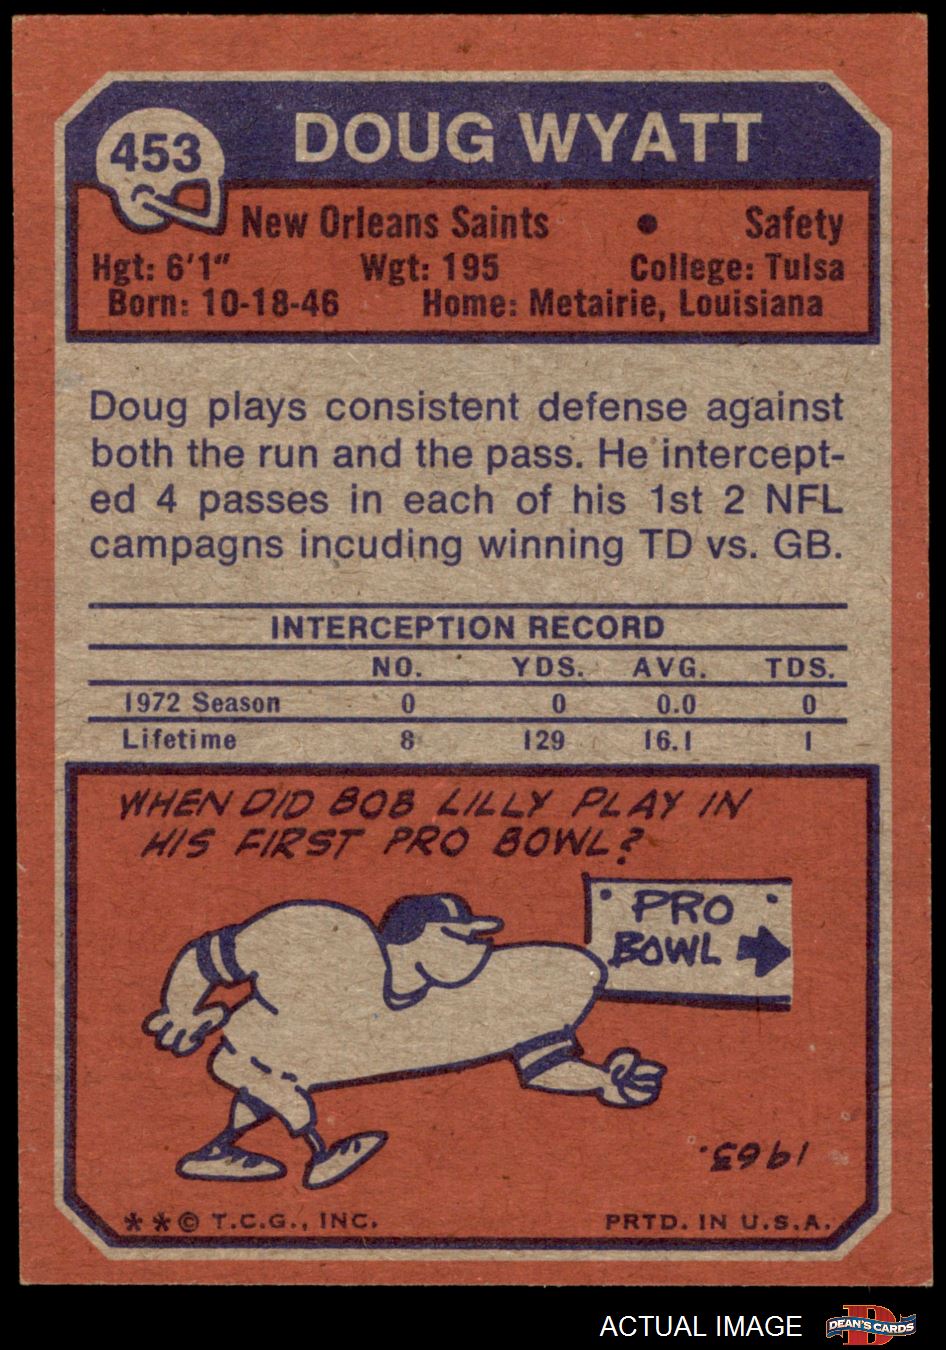 453
DOUG WYATT
New Orleans Saints • Safety
Hgt: 6'1" Wgt: 195 College: Tulsa
Born: 10-18-46 Home: Metairie, Louisiana
Doug plays consistent defense against
both the run and the pass. He intercept-
ed 4 passes in each of his 1st 2 NFL
campagns incuding winning TD vs. GB.
INTERCEPTION RECORD
NO. YDS. AVG. TDS.
1972 Season 0 0 0.0 0
Lifetime 8 129 16.1 1
WHEN DID BOB LILLY PLAY IN
HIS FIRST PRO BOWL?
PRO
BOWL
1963.
**© T.C.G., INC. PRTD. IN U.S.A.
ACTUAL IMAGE
D DEAN'S CARDS